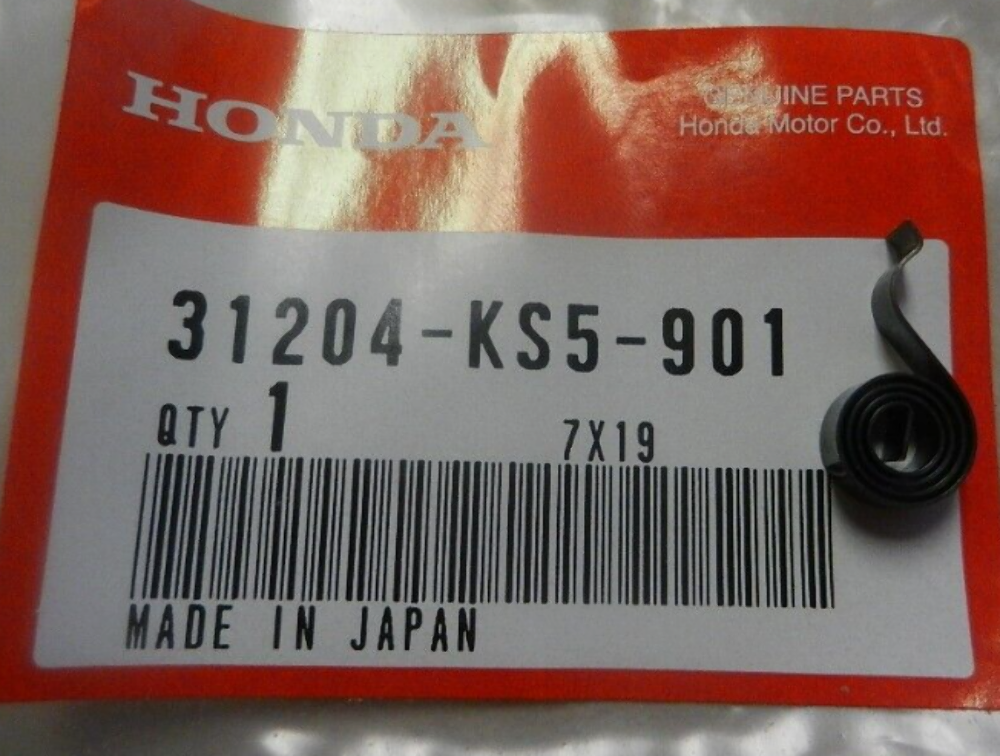 HONDA
GENUINE PARTS
Honda Motor Co., Ltd.
31204-KS5-901
QTY 1 7X19
MADE IN JAPAN